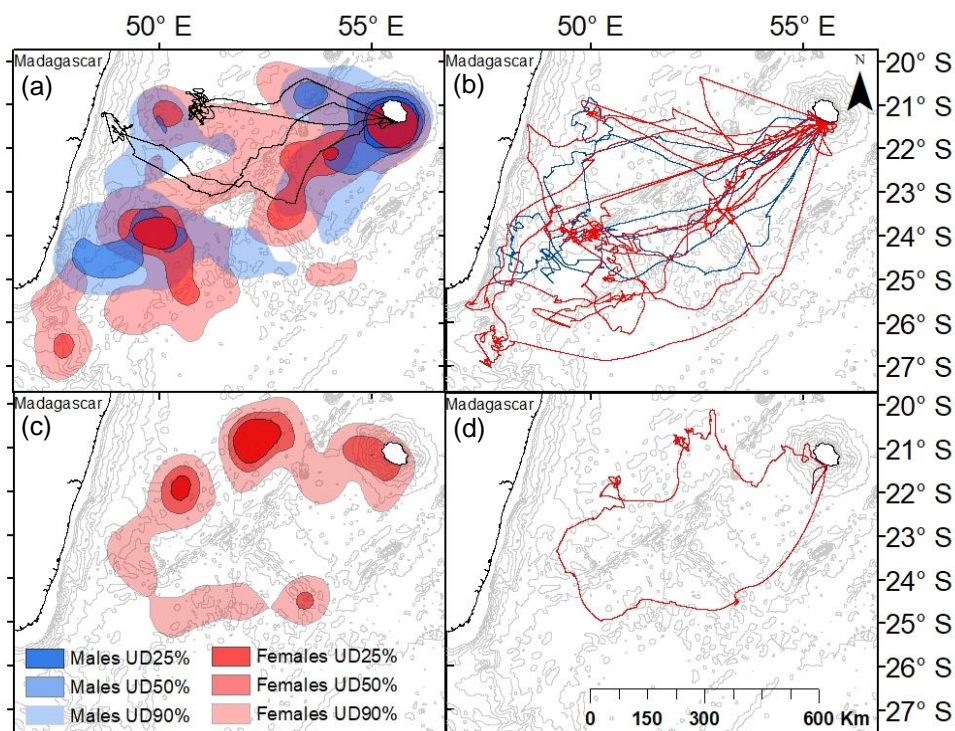 50° E 55° E 50° E 55° E
Madagascar
(a)
Madagascar
(b)
N
20° S
21° S
22° S
23° S
24° S
25° S
26° S
27° S
Madagascar
(c)
Males UD25%
Males UD50%
Males UD90%
Females UD25%
Females UD50%
Females UD90%
Madagascar
(d)
0 150 300 600 Km
20° S
21° S
22° S
23° S
24° S
25° S
26° S
27° S